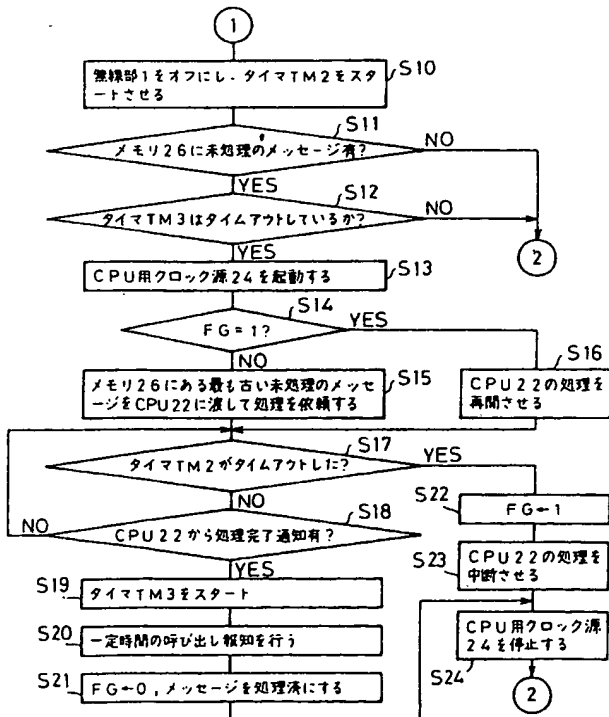 1
無線部1をオフにし、タイマTM2をスタ
ートさせる
S10
メモリ26に未処理のメッセージ有?
S11
NO
YES
タイマTM3はタイムアウトしているか?
S12
NO
2
YES
CPU用クロック源24を起動する
S13
FG=1?
S14
YES
NO
メモリ26にある最も古い未処理のメッセ
ージをCPU22に渡して処理を依頼する
S15
S16
CPU22の処理を
再開させる
タイマTM2がタイムアウトした?
S17
YES
NO
CPU22から処理完了通知有?
S18
NO
YES
S22
FG←1
S23
CPU22の処理を
中断させる
S19
タイマTM3をスタート
S20
一定時間の呼び出し報知を行う
S21
FG←0,メッセージを処理済にする
CPU用クロック源
24を停止する
S24
2